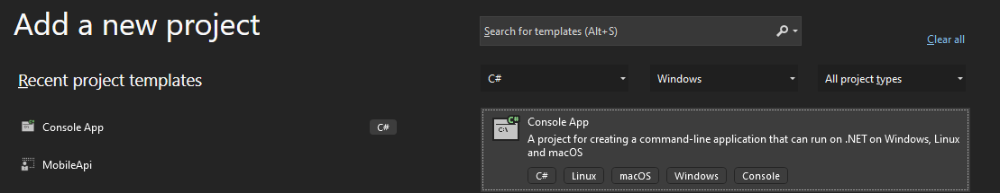 Add a new project
Search for templates (Alt+S)
Clear all
Recent project templates
C#
Windows
All project types
Console App
C#
MobileApi
C#
C:\
Console App
A project for creating a command-line application that can run on .NET on Windows, Linux
and macOS
C#
Linux
macOS
Windows
Console